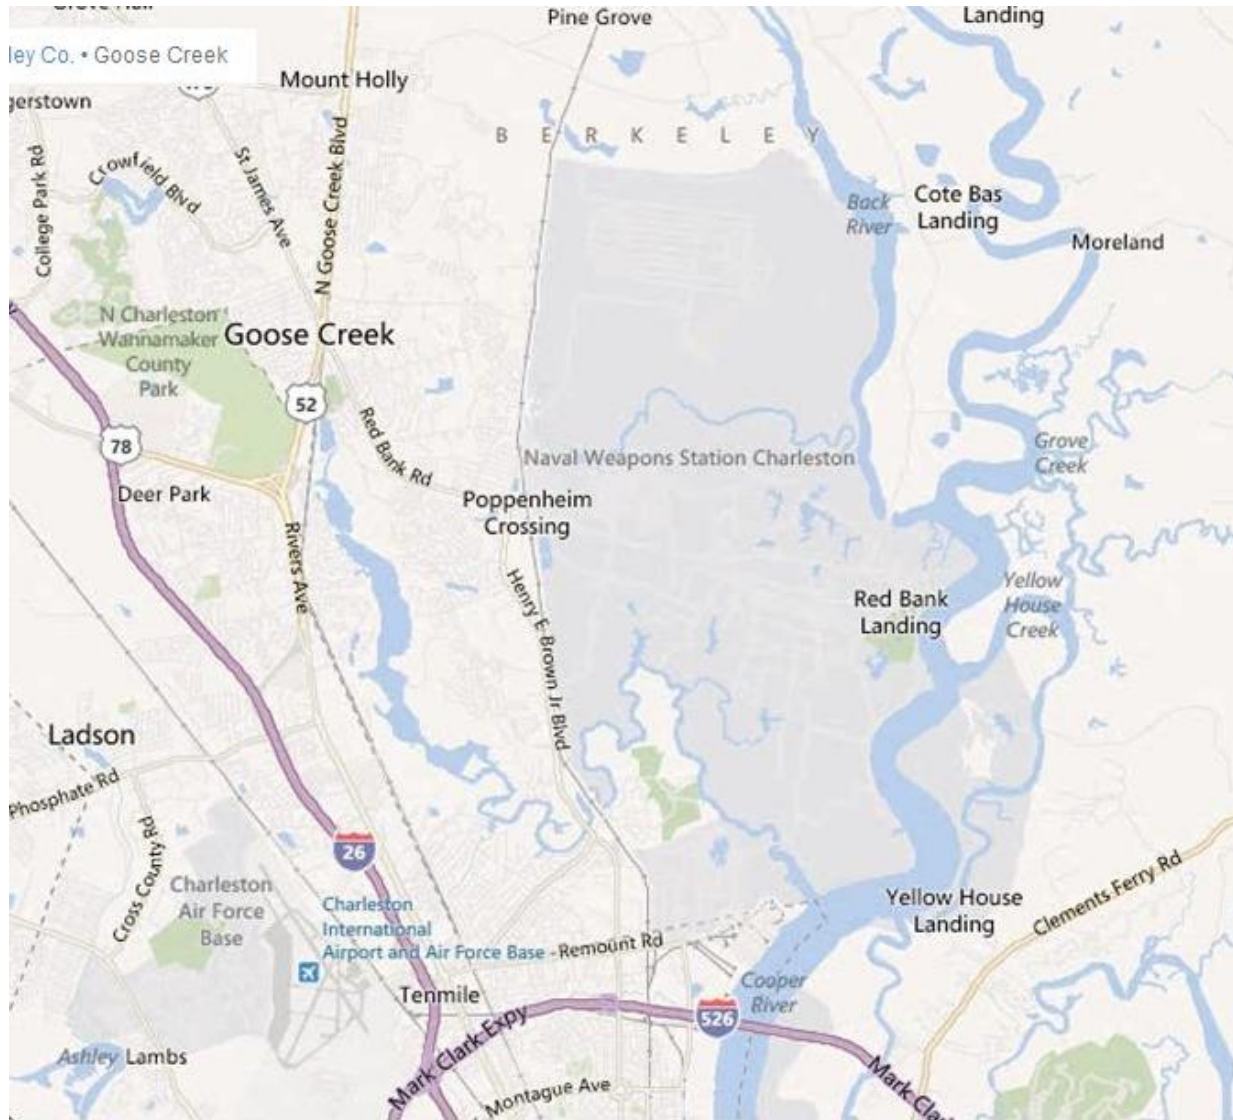 Pine Grove
Landing
ley Co. • Goose Creek
Mount Holly
gerstown
BERKELEY
College Park Rd
Crowfield Blvd
St James Ave
N Goose Creek Blvd
Back
River
Cote Bas
Landing
Moreland
N Charleston
Wannamaker
County
Park
Goose Creek
52
78
Red Bank Rd
Grove
Creek
Naval Weapons Station Charleston
Deer Park
Poppenheim
Crossing
Rivers Ave
Henry E Brown Jr Blvd
Yellow
House
Creek
Red Bank
Landing
Ladson
Phosphate Rd
Cross County Rd
26
Charleston
Air Force
Base
Charleston
International
Airport and Air Force Base
Remount Rd
Yellow House
Landing
Clements Ferry Rd
Tenmile
Cooper
River
526
Mark Clark Expy
Mark Clar
Ashley
Lambs
Montague Ave